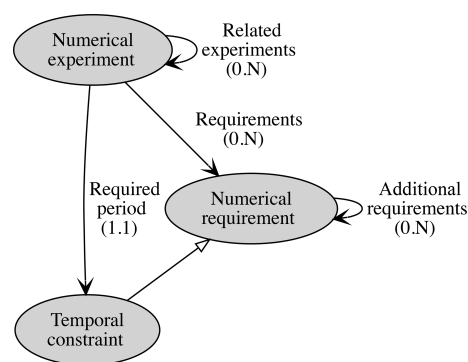 Numerical
experiment
Related
experiments
(0.N)
Requirements
(0.N)
Required
period
(1.1)
Numerical
requirement
Additional
requirements
(0.N)
Temporal
constraint